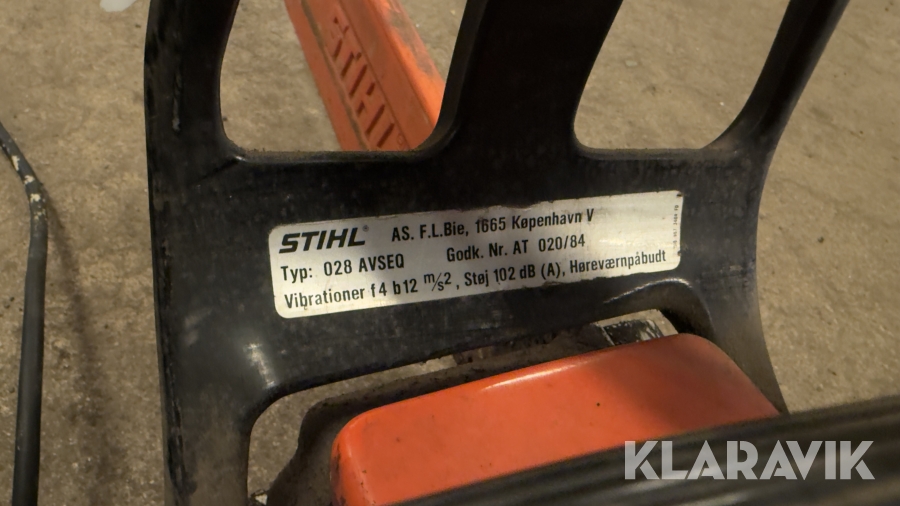 STIHL
STIHL® AS. F.L.Bie, 1665 København V
Typ: 028 AVSEQ Godk. Nr. AT 020/84
Vibrationer f 4 b 12 m/s², Støj 102 dB (A), Høreværnpåbudt
KLARAVIK